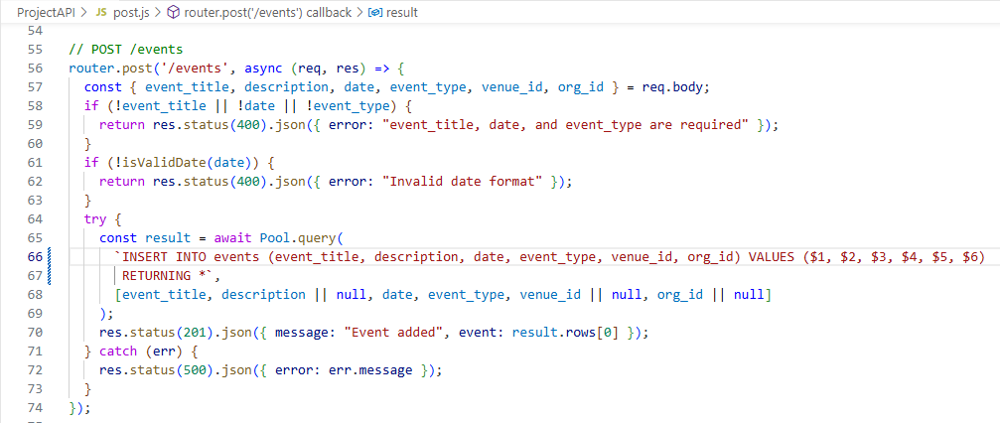 ProjectAPI > JS post.js > router.post('/events') callback > result
54
55 // POST /events
56 router.post('/events', async (req, res) => {
57 const { event_title, description, date, event_type, venue_id, org_id } = req.body;
58 if (!event_title || !date || !event_type) {
59 return res.status(400).json({ error: "event_title, date, and event_type are required" });
60 }
61 if (!isValidDate(date)) {
62 return res.status(400).json({ error: "Invalid date format" });
63 }
64 try {
65 const result = await Pool.query(
66 `INSERT INTO events (event_title, description, date, event_type, venue_id, org_id) VALUES ($1, $2, $3, $4, $5, $6)
67 RETURNING *`,
68 [event_title, description || null, date, event_type, venue_id || null, org_id || null]
69 );
70 res.status(201).json({ message: "Event added", event: result.rows[0] });
71 } catch (err) {
72 res.status(500).json({ error: err.message });
73 }
74 });